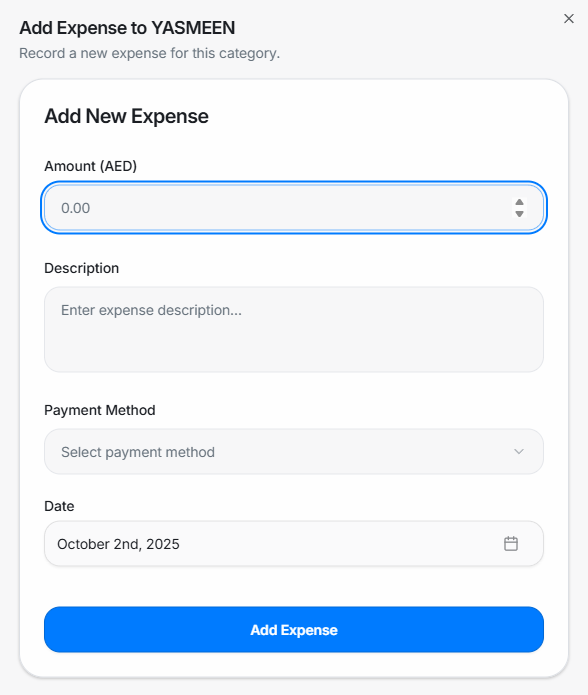 Add Expense to YASMEEN
Record a new expense for this category.
Add New Expense
Amount (AED)
0.00
Description
Enter expense description...
Payment Method
Select payment method
Date
October 2nd, 2025
Add Expense